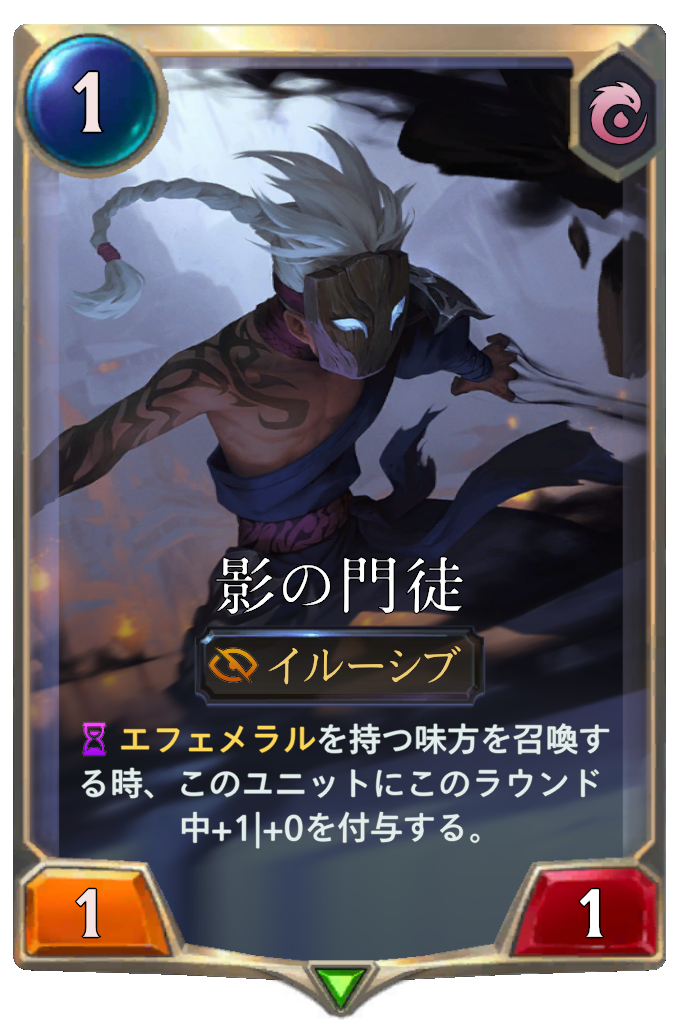 1
影の門徒
イルーシブ
エフェメラルを持つ味方を召喚す
る時、このユニットにこのラウンド
中+1|+0を付与する。
1
1